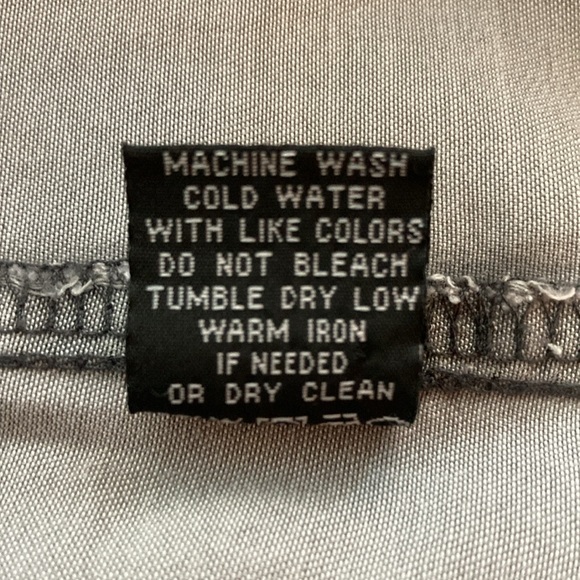 MACHINE WASH
COLD WATER
WITH LIKE COLORS
DO NOT BLEACH
TUMBLE DRY LOW
WARM IRON
IF NEEDED
OR DRY CLEAN